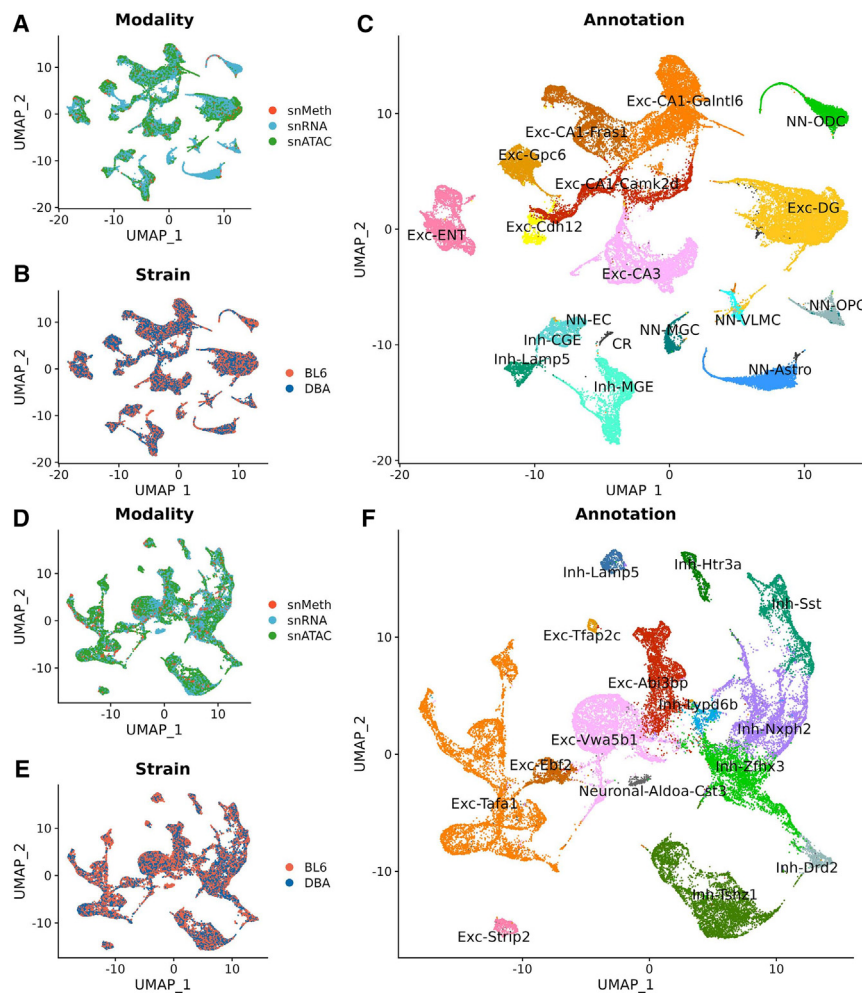 A
Modality
UMAP_2
10
0
-10
-20
-20
-10
0
10
UMAP_1
snMeth
snRNA
snATAC
B
Strain
UMAP_2
10
0
-10
-20
-20
-10
0
10
UMAP_1
BL6
DBA
C
Annotation
UMAP_2
10
0
-10
-20
-20
-10
0
10
UMAP_1
Exc-CA1-Galntl6
NN-ODC
Exc-CA1-Fras1
Exc-Gpc6
Exc-CA1-Camk2d
Exc-DG
Exc-Cdh12
Exc-ENT
Exc-CA3
NN-OPC
NN-EC
NN-MGC
NN-VLMC
Inh-CGE
CR
Inh-Lamp5
Inh-MGE
NN-Astro
D
Modality
UMAP_2
10
0
-10
-10
0
10
UMAP_1
snMeth
snRNA
snATAC
E
Strain
UMAP_2
10
0
-10
-10
0
10
UMAP_1
BL6
DBA
F
Annotation
UMAP_2
10
0
-10
-10
0
10
UMAP_1
Inh-Lamp5
Inh-Htr3a
Inh-Sst
Exc-Tfap2c
Exc-Abi3bp
Inh-Lypd6b
Inh-Nxph2
Exc-Vwa5b1
Exc-Ebf2
Inh-Zfhx3
Neuronal-Aldoa-Cst3
Exc-Tafa1
Inh-Drd2
Inh-Tshz1
Exc-Strip2